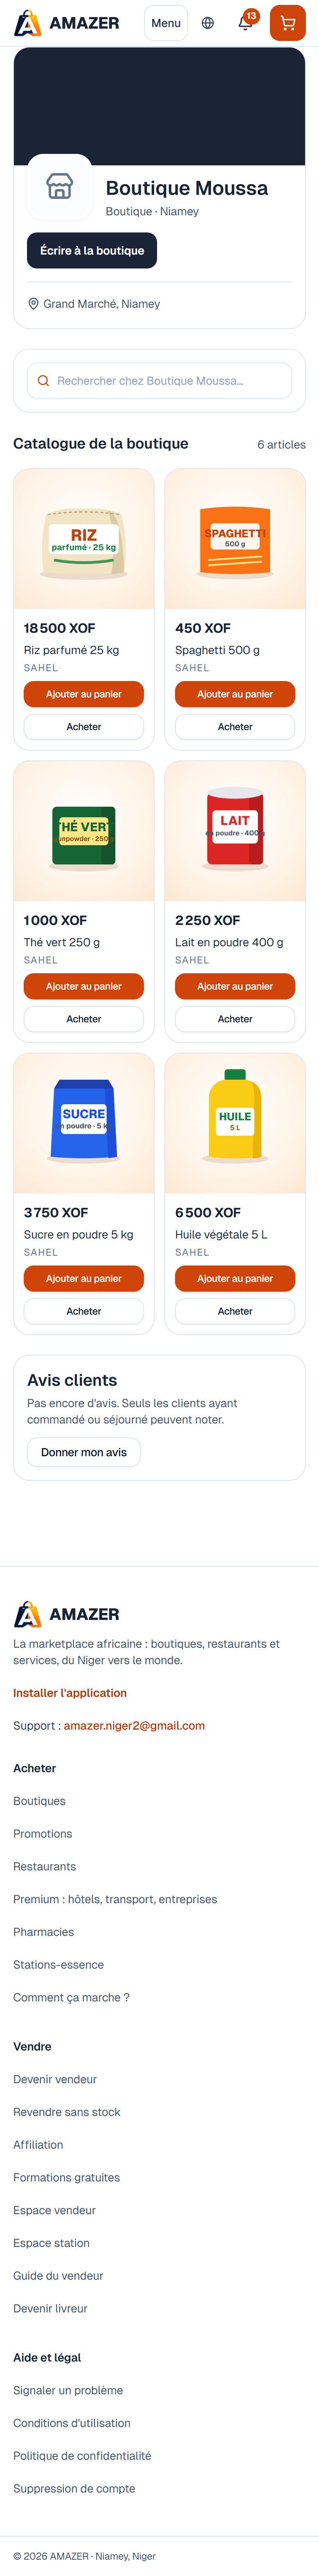 AMAZER
Menu
13
Boutique Moussa
Boutique · Niamey
Écrire à la boutique
Grand Marché, Niamey
Rechercher chez Boutique Moussa...
Catalogue de la boutique
6 articles
RIZ
parfumé · 25 kg
SPAGHETTI
500 g
18 500 XOF
450 XOF
Riz parfumé 25 kg
Spaghetti 500 g
SAHEL
SAHEL
Ajouter au panier
Ajouter au panier
Acheter
Acheter
THÉ VERT
gunpowder · 250
LAIT
en poudre · 400 g
1 000 XOF
2 250 XOF
Thé vert 250 g
Lait en poudre 400 g
SAHEL
SAHEL
Ajouter au panier
Ajouter au panier
Acheter
Acheter
SUCRE
en poudre · 5 k
HUILE
5 L
3 750 XOF
6 500 XOF
Sucre en poudre 5 kg
Huile végétale 5 L
SAHEL
SAHEL
Ajouter au panier
Ajouter au panier
Acheter
Acheter
Avis clients
Pas encore d'avis. Seuls les clients ayant
commandé ou séjourné peuvent noter.
Donner mon avis
AMAZER
La marketplace africaine : boutiques, restaurants et
services, du Niger vers le monde.
Installer l'application
Support : amazer.niger2@gmail.com
Acheter
Boutiques
Promotions
Restaurants
Premium : hôtels, transport, entreprises
Pharmacies
Stations-essence
Comment ça marche ?
Vendre
Devenir vendeur
Revendre sans stock
Affiliation
Formations gratuites
Espace vendeur
Espace station
Guide du vendeur
Devenir livreur
Aide et légal
Signaler un problème
Conditions d'utilisation
Politique de confidentialité
Suppression de compte
© 2026 AMAZER · Niamey, Niger